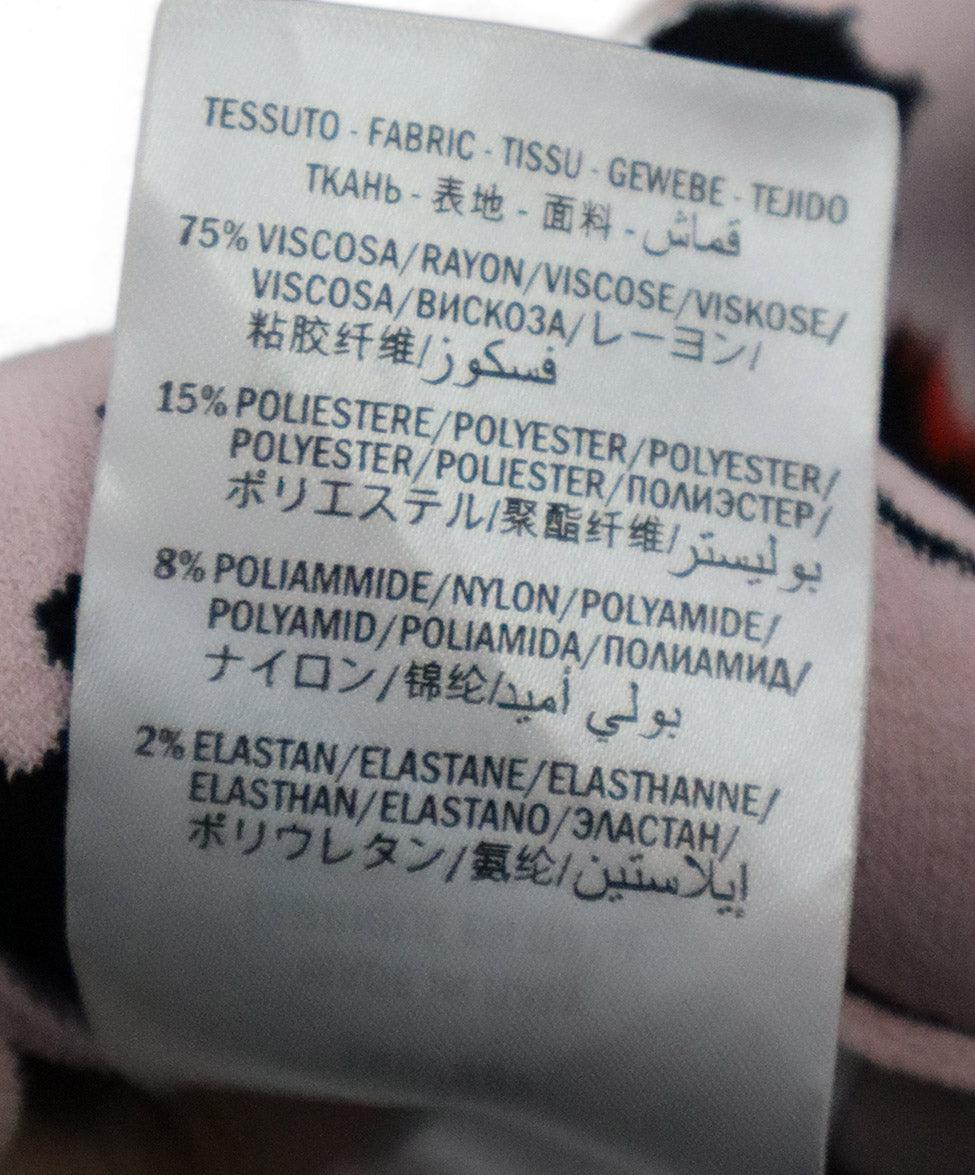 TESSUTO - FABRIC - TISSU - GEWEBE - TEJIDO
ТКАНЬ - 表地 - 面料 - قماش
75% VISCOSA/RAYON/VISCOSE/VISKOSE/
VISCOSA/ВИСКОЗА/レーヨン/
粘胶纤维/فسكوز
15% POLIESTERE/POLYESTER/POLYESTER/
POLYESTER/POLIESTER/ПОЛИЭСТЕР/
ポリエステル/聚酯纤维/بوليستر
8% POLIAMMIDE/NYLON/POLYAMIDE/
POLYAMID/POLIAMIDA/ПОЛИАМИД/
ナイロン/锦纶/بولي أميد
2% ELASTAN/ELASTANE/ELASTHANNE/
ELASTHAN/ELASTANO/ЭЛАСТАН/
ポリウレタン/氨纶/إيلاستين